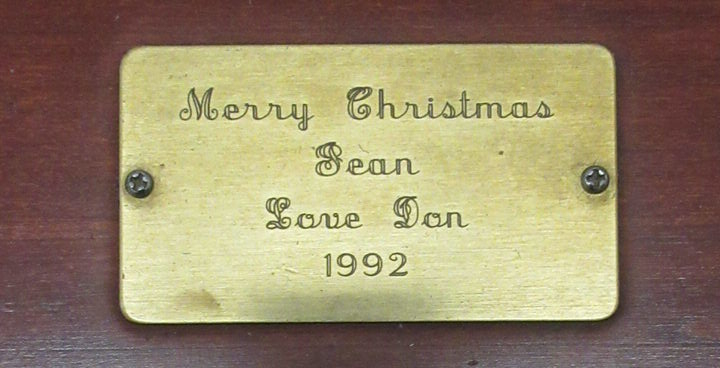 Merry Christmas
Jean
Love Don
1992